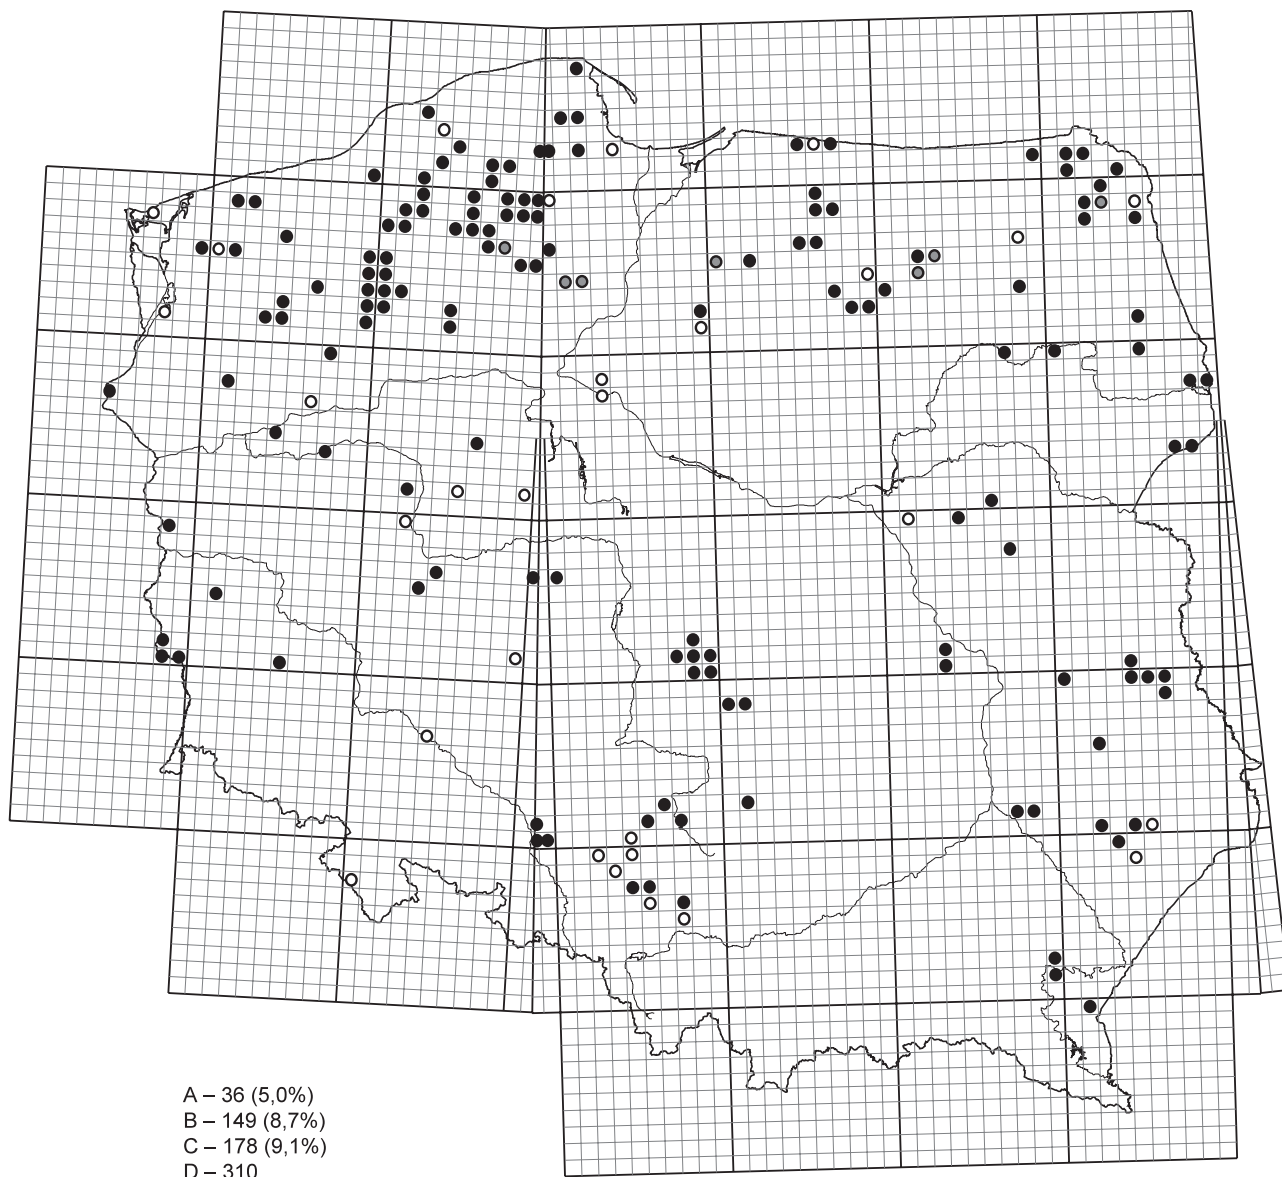 A – 36 (5,0%)
B – 149 (8,7%)
C – 178 (9,1%)
D – 310